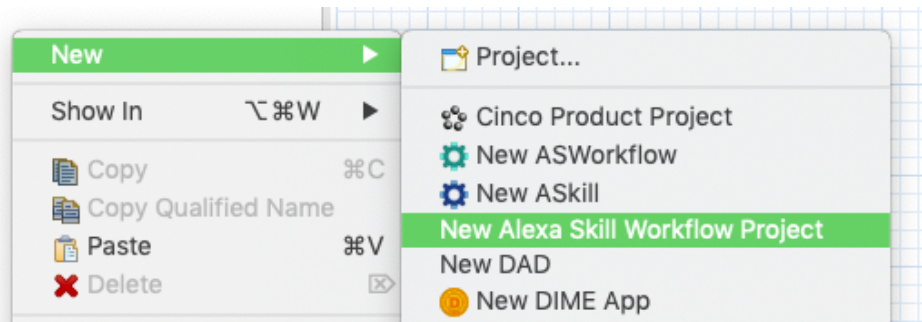 New
Show In ⌥⌘W
Copy ⌘C
Copy Qualified Name
Paste ⌘V
Delete ⌦
Project...
Cinco Product Project
New ASWorkflow
New ASkill
New Alexa Skill Workflow Project
New DAD
New DIME App